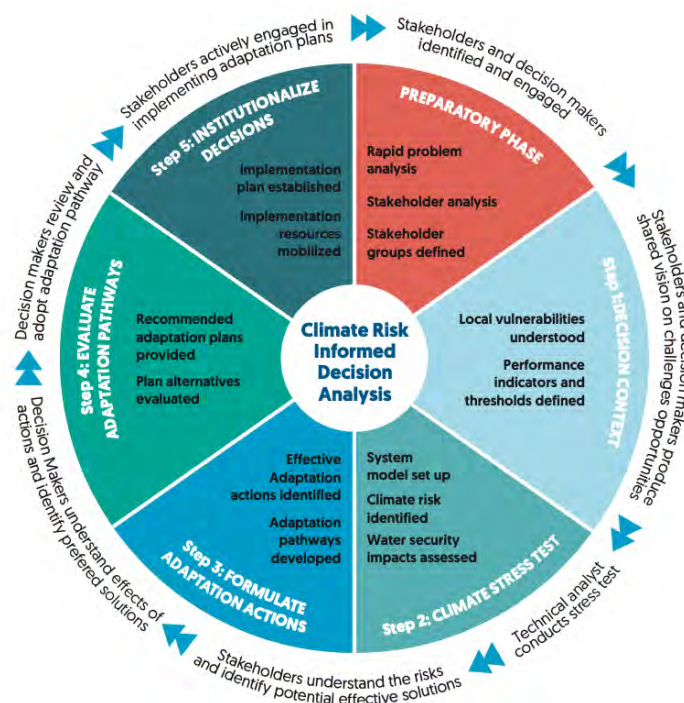 Climate Risk
Informed
Decision
Analysis
PREPARATORY PHASE
Rapid problem
analysis
Stakeholder analysis
Stakeholder
groups defined
Stakeholders and decision makers
identified and engaged
Step 1:DECISION CONTEXT
Local vulnerabilities
understood
Performance
indicators and
thresholds defined
Stakeholders and decision makers produce
shared vision on challenges opportunities
Step 2: CLIMATE STRESS TEST
System
model set up
Climate risk
identified
Water security
impacts assessed
Technical analyst
conducts stress test
Step 3: FORMULATE
ADAPTATION ACTIONS
Effective
Adaptation
actions identified
Adaptation
pathways
developed
Stakeholders understand the risks
and identify potential effective solutions
Step 4: EVALUATE
ADAPTATION PATHWAYS
Recommended
adaptation plans
provided
Plan alternatives
evaluated
Decision Makers understand effects of
actions and identify prefered solutions
Decision makers review and
adopt adaptation pathway
Step 5: INSTITUTIONALIZE
DECISIONS
Implementation
plan established
Implementation
resources
mobilized
Stakeholders actively engaged in
implementing adaptation plans